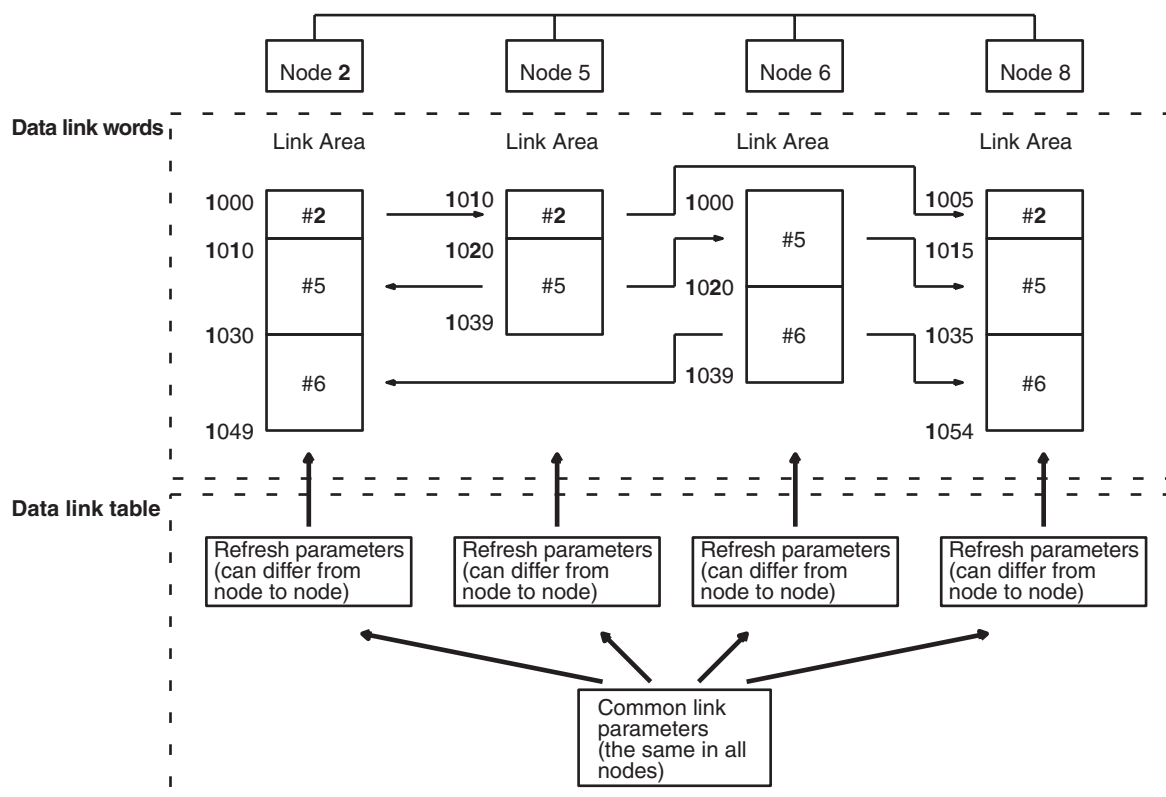 Node 2
Node 5
Node 6
Node 8
Data link words
Link Area
Link Area
Link Area
Link Area
1000
#2
1010
#5
1030
#6
1049
1010
#2
1020
#5
1039
1000
#5
1020
#6
1039
1005
#2
1015
#5
1035
#6
1054
Data link table
Refresh parameters
(can differ from
node to node)
Refresh parameters
(can differ from
node to node)
Refresh parameters
(can differ from
node to node)
Refresh parameters
(can differ from
node to node)
Common link
parameters
(the same in all
nodes)